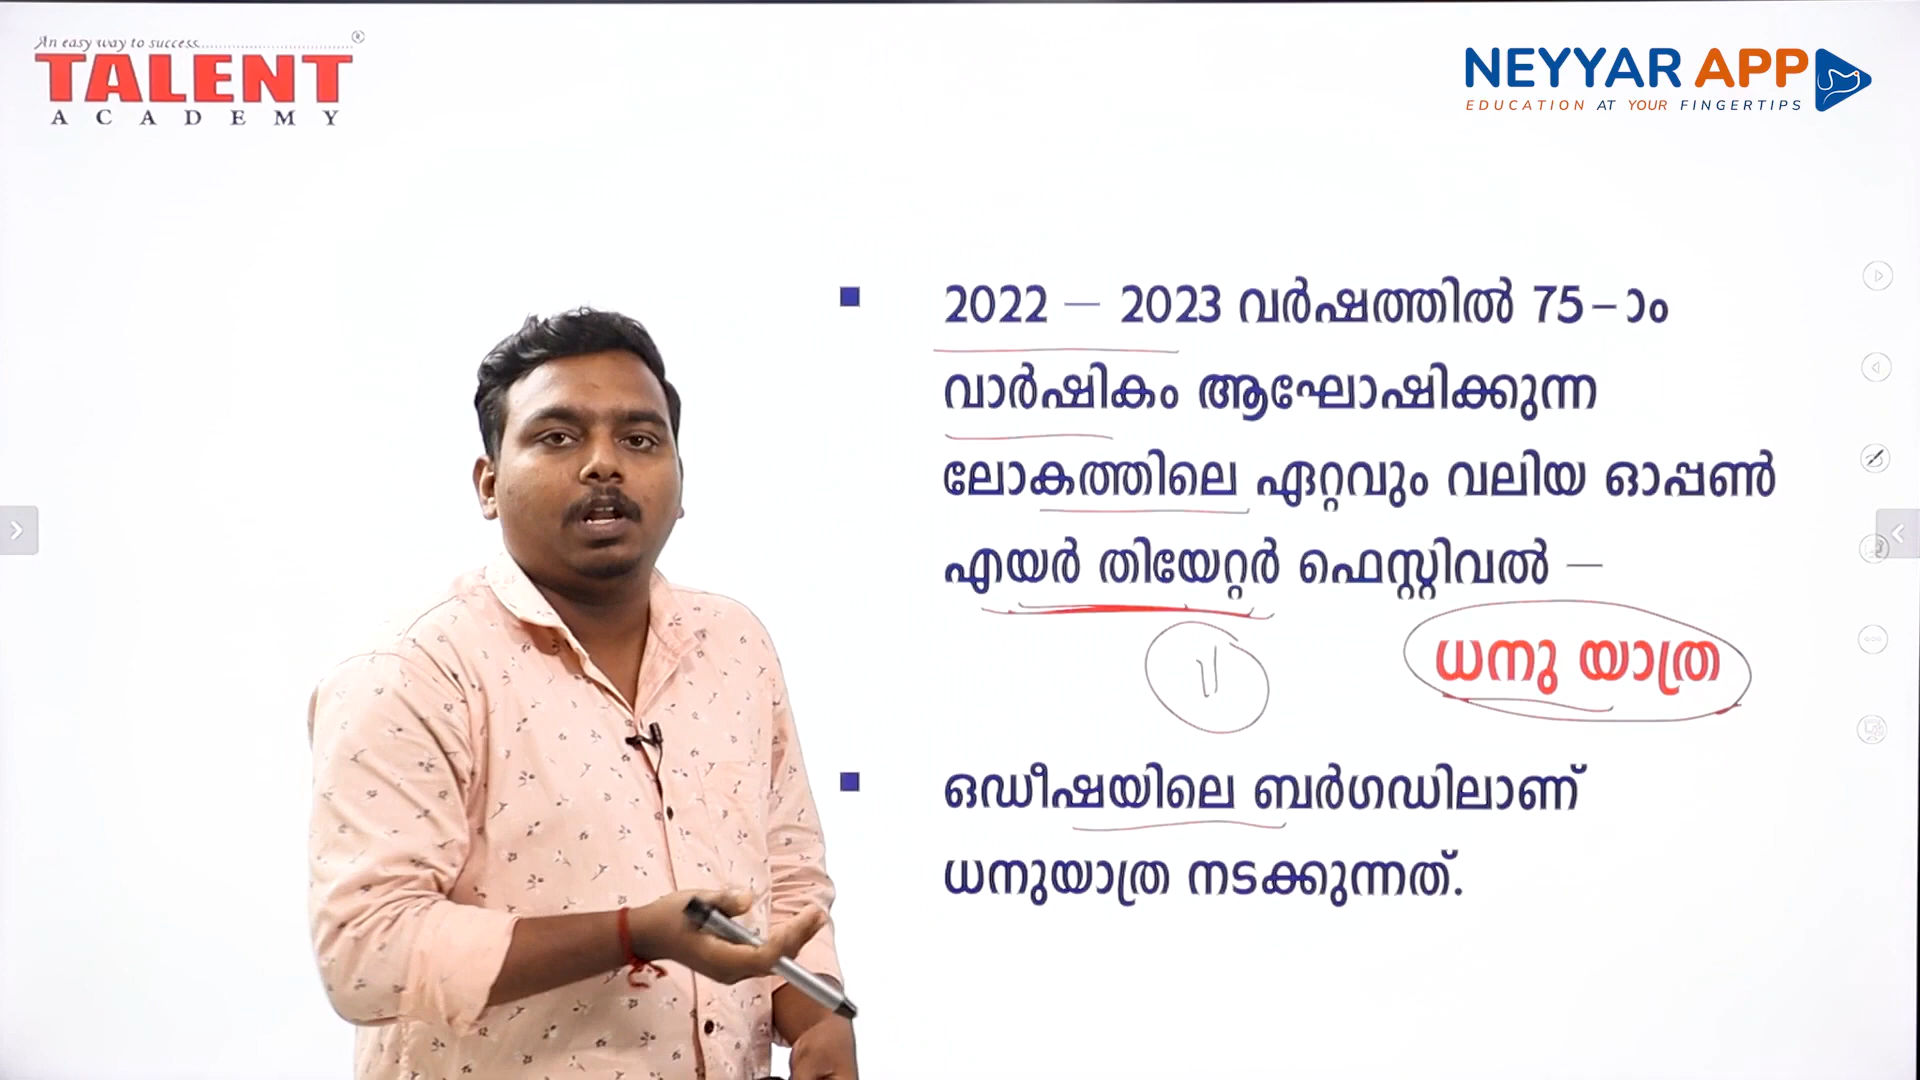 An easy way to success
TALENT
ACADEMY
NEYYAR APP
EDUCATION AT YOUR FINGERTIPS
2022 – 2023 വർഷത്തിൽ 75-ാം
വാർഷികം ആഘോഷിക്കുന്ന
ലോകത്തിലെ ഏറ്റവും വലിയ ഓപ്പൺ
എയർ തിയേറ്റർ ഫെസ്റ്റിവൽ –
ധനു യാത്ര
ഒഡീഷയിലെ ബർഗഡിലാണ്
ധനുയാത്ര നടക്കുന്നത്.